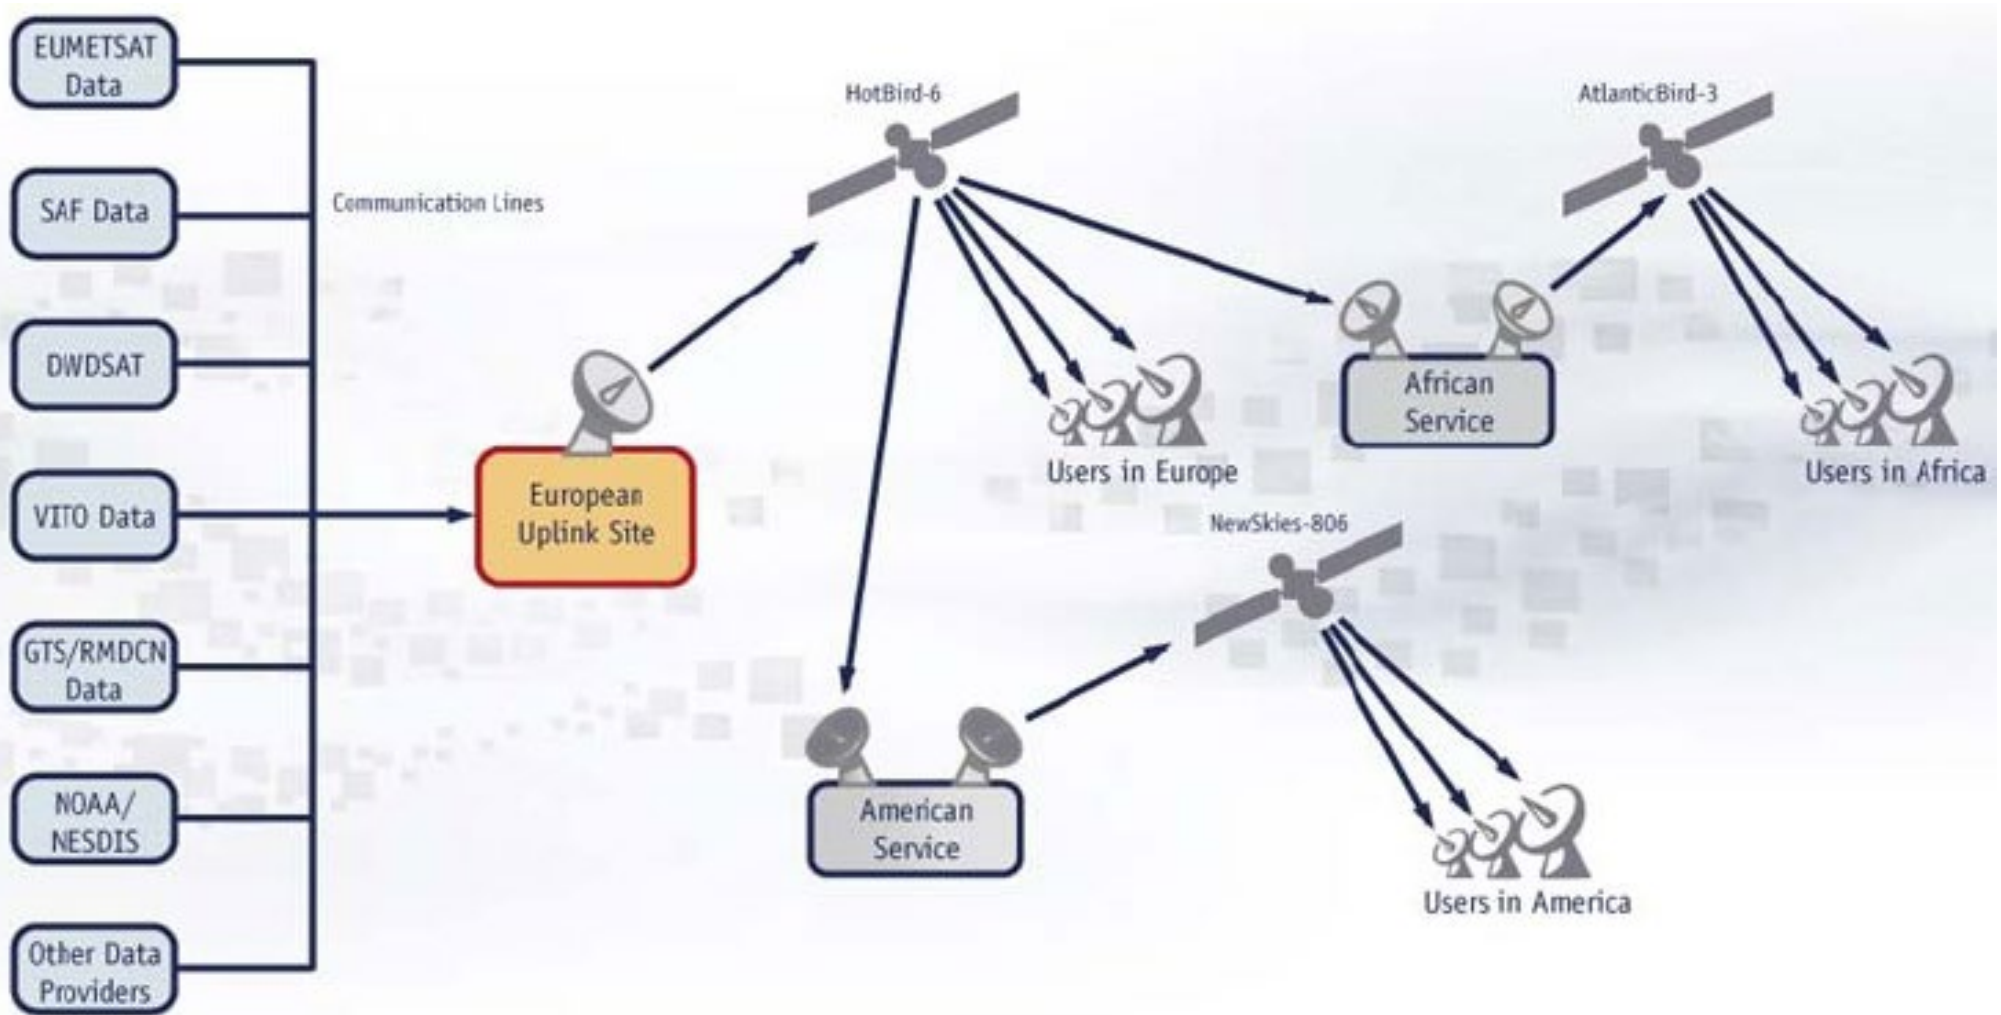 EUMETSAT
Data
SAF Data
DWDSAT
VITO Data
GTS/RMDCN
Data
NOAA/
NESDIS
Other Data
Providers
Communication Lines
European
Uplink Site
HotBird-6
Users in Europe
African
Service
AtlanticBird-3
Users in Africa
American
Service
NewSkies-806
Users in America